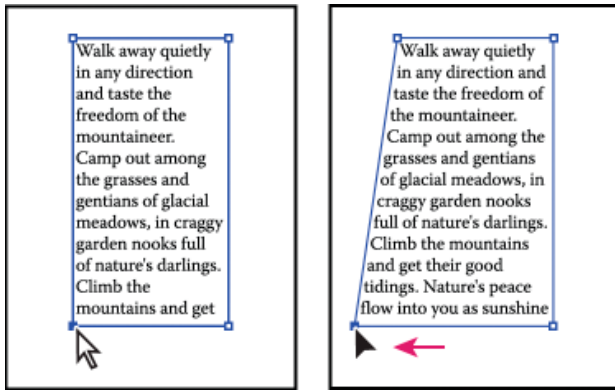 Walk away quietly
in any direction
and taste the
freedom of the
mountaineer.
Camp out among
the grasses and
gentians of glacial
meadows, in craggy
garden nooks full
of nature's darlings.
Climb the
mountains and get
Walk away quietly
in any direction and
taste the freedom of
the mountaineer.
Camp out among the
grasses and gentians
of glacial meadows, in
craggy garden nooks
full of nature's darlings.
Climb the mountains
and get their good
tidings. Nature's peace
flow into you as sunshine